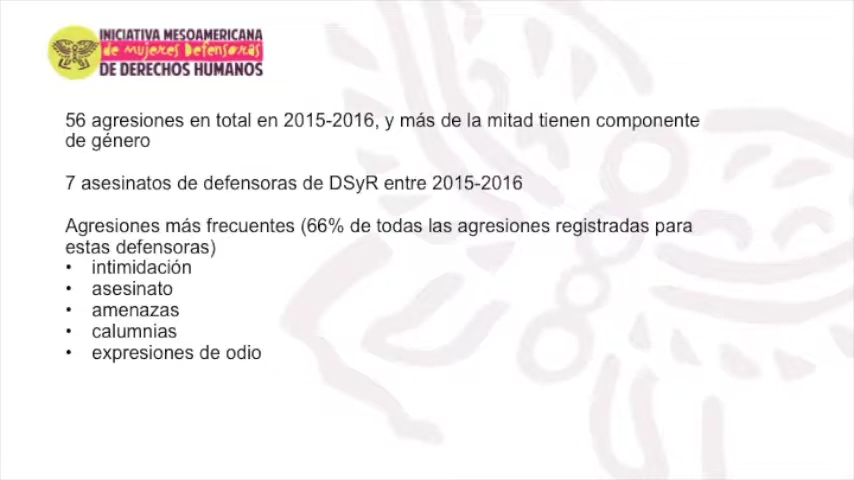 INICIATIVA MESOAMERICANA
de mujeres Defensoras
DE DERECHOS HUMANOS
56 agresiones en total en 2015-2016, y más de la mitad tienen componente
de género
7 asesinatos de defensoras de DSyR entre 2015-2016
Agresiones más frecuentes (66% de todas las agresiones registradas para
estas defensoras)
• intimidación
• asesinato
• amenazas
• calumnias
• expresiones de odio